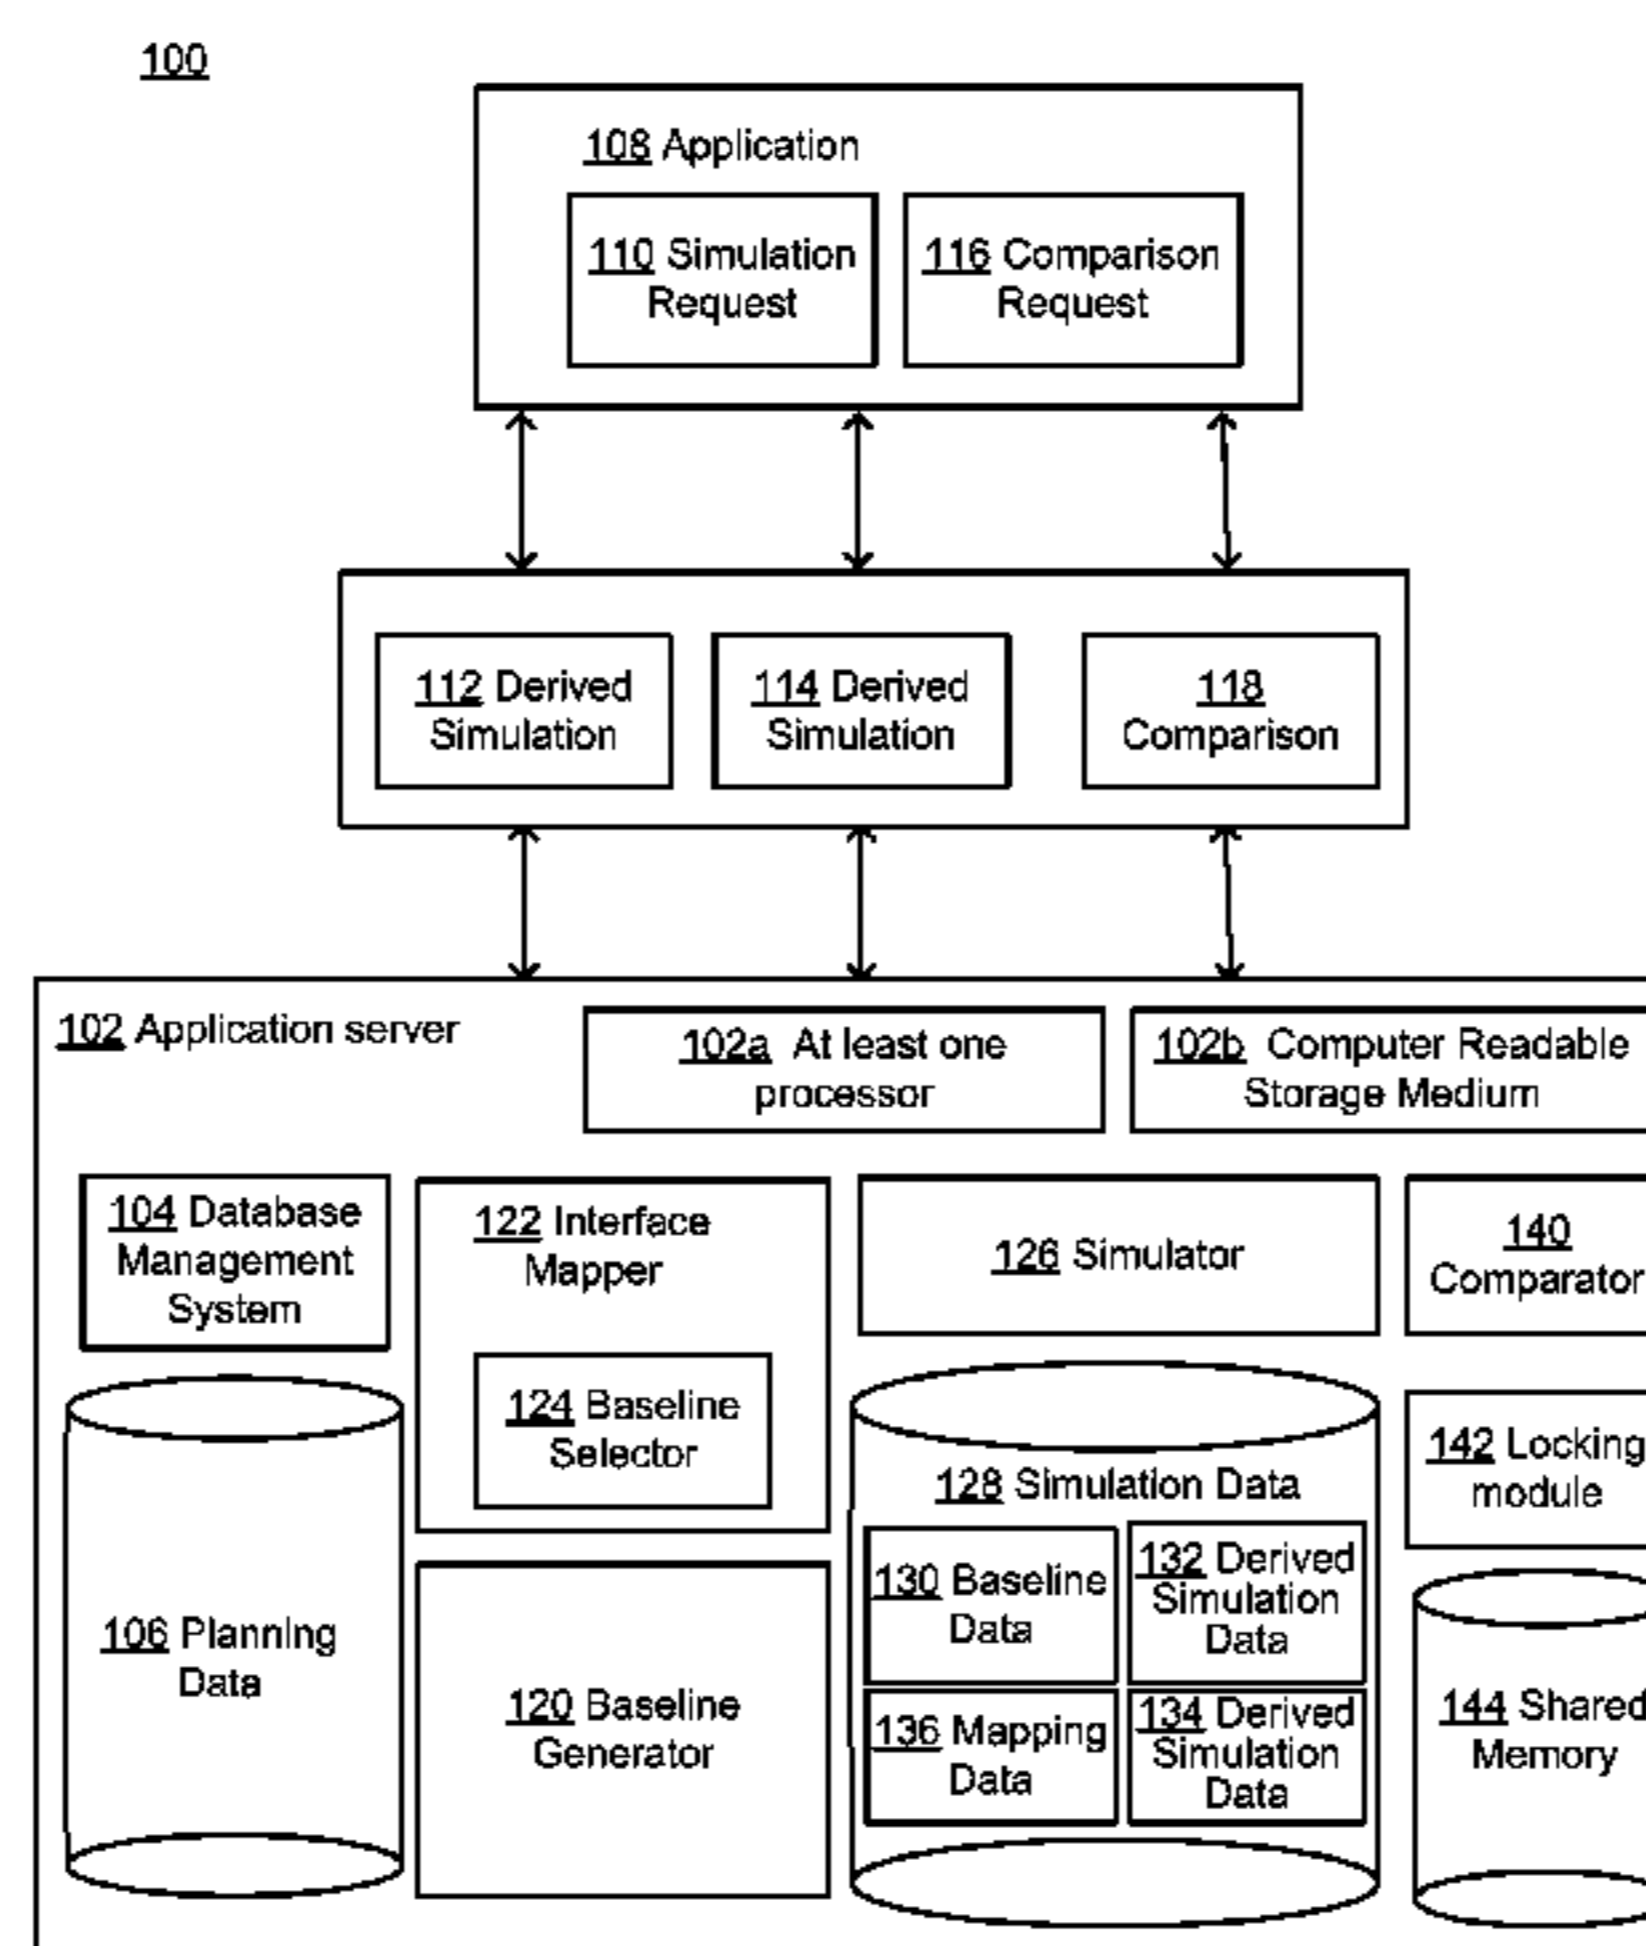 100
108 Application
110 Simulation
Request
116 Comparison
Request
112 Derived
Simulation
114 Derived
Simulation
118
Comparison
102 Application server
102a At least one
processor
102b Computer Readable
Storage Medium
104 Database
Management
System
122 Interface
Mapper
126 Simulator
140
Comparator
124 Baseline
Selector
142 Locking
module
128 Simulation Data
130 Baseline
Data
132 Derived
Simulation
Data
106 Planning
Data
120 Baseline
Generator
136 Mapping
Data
134 Derived
Simulation
Data
144 Shared
Memory